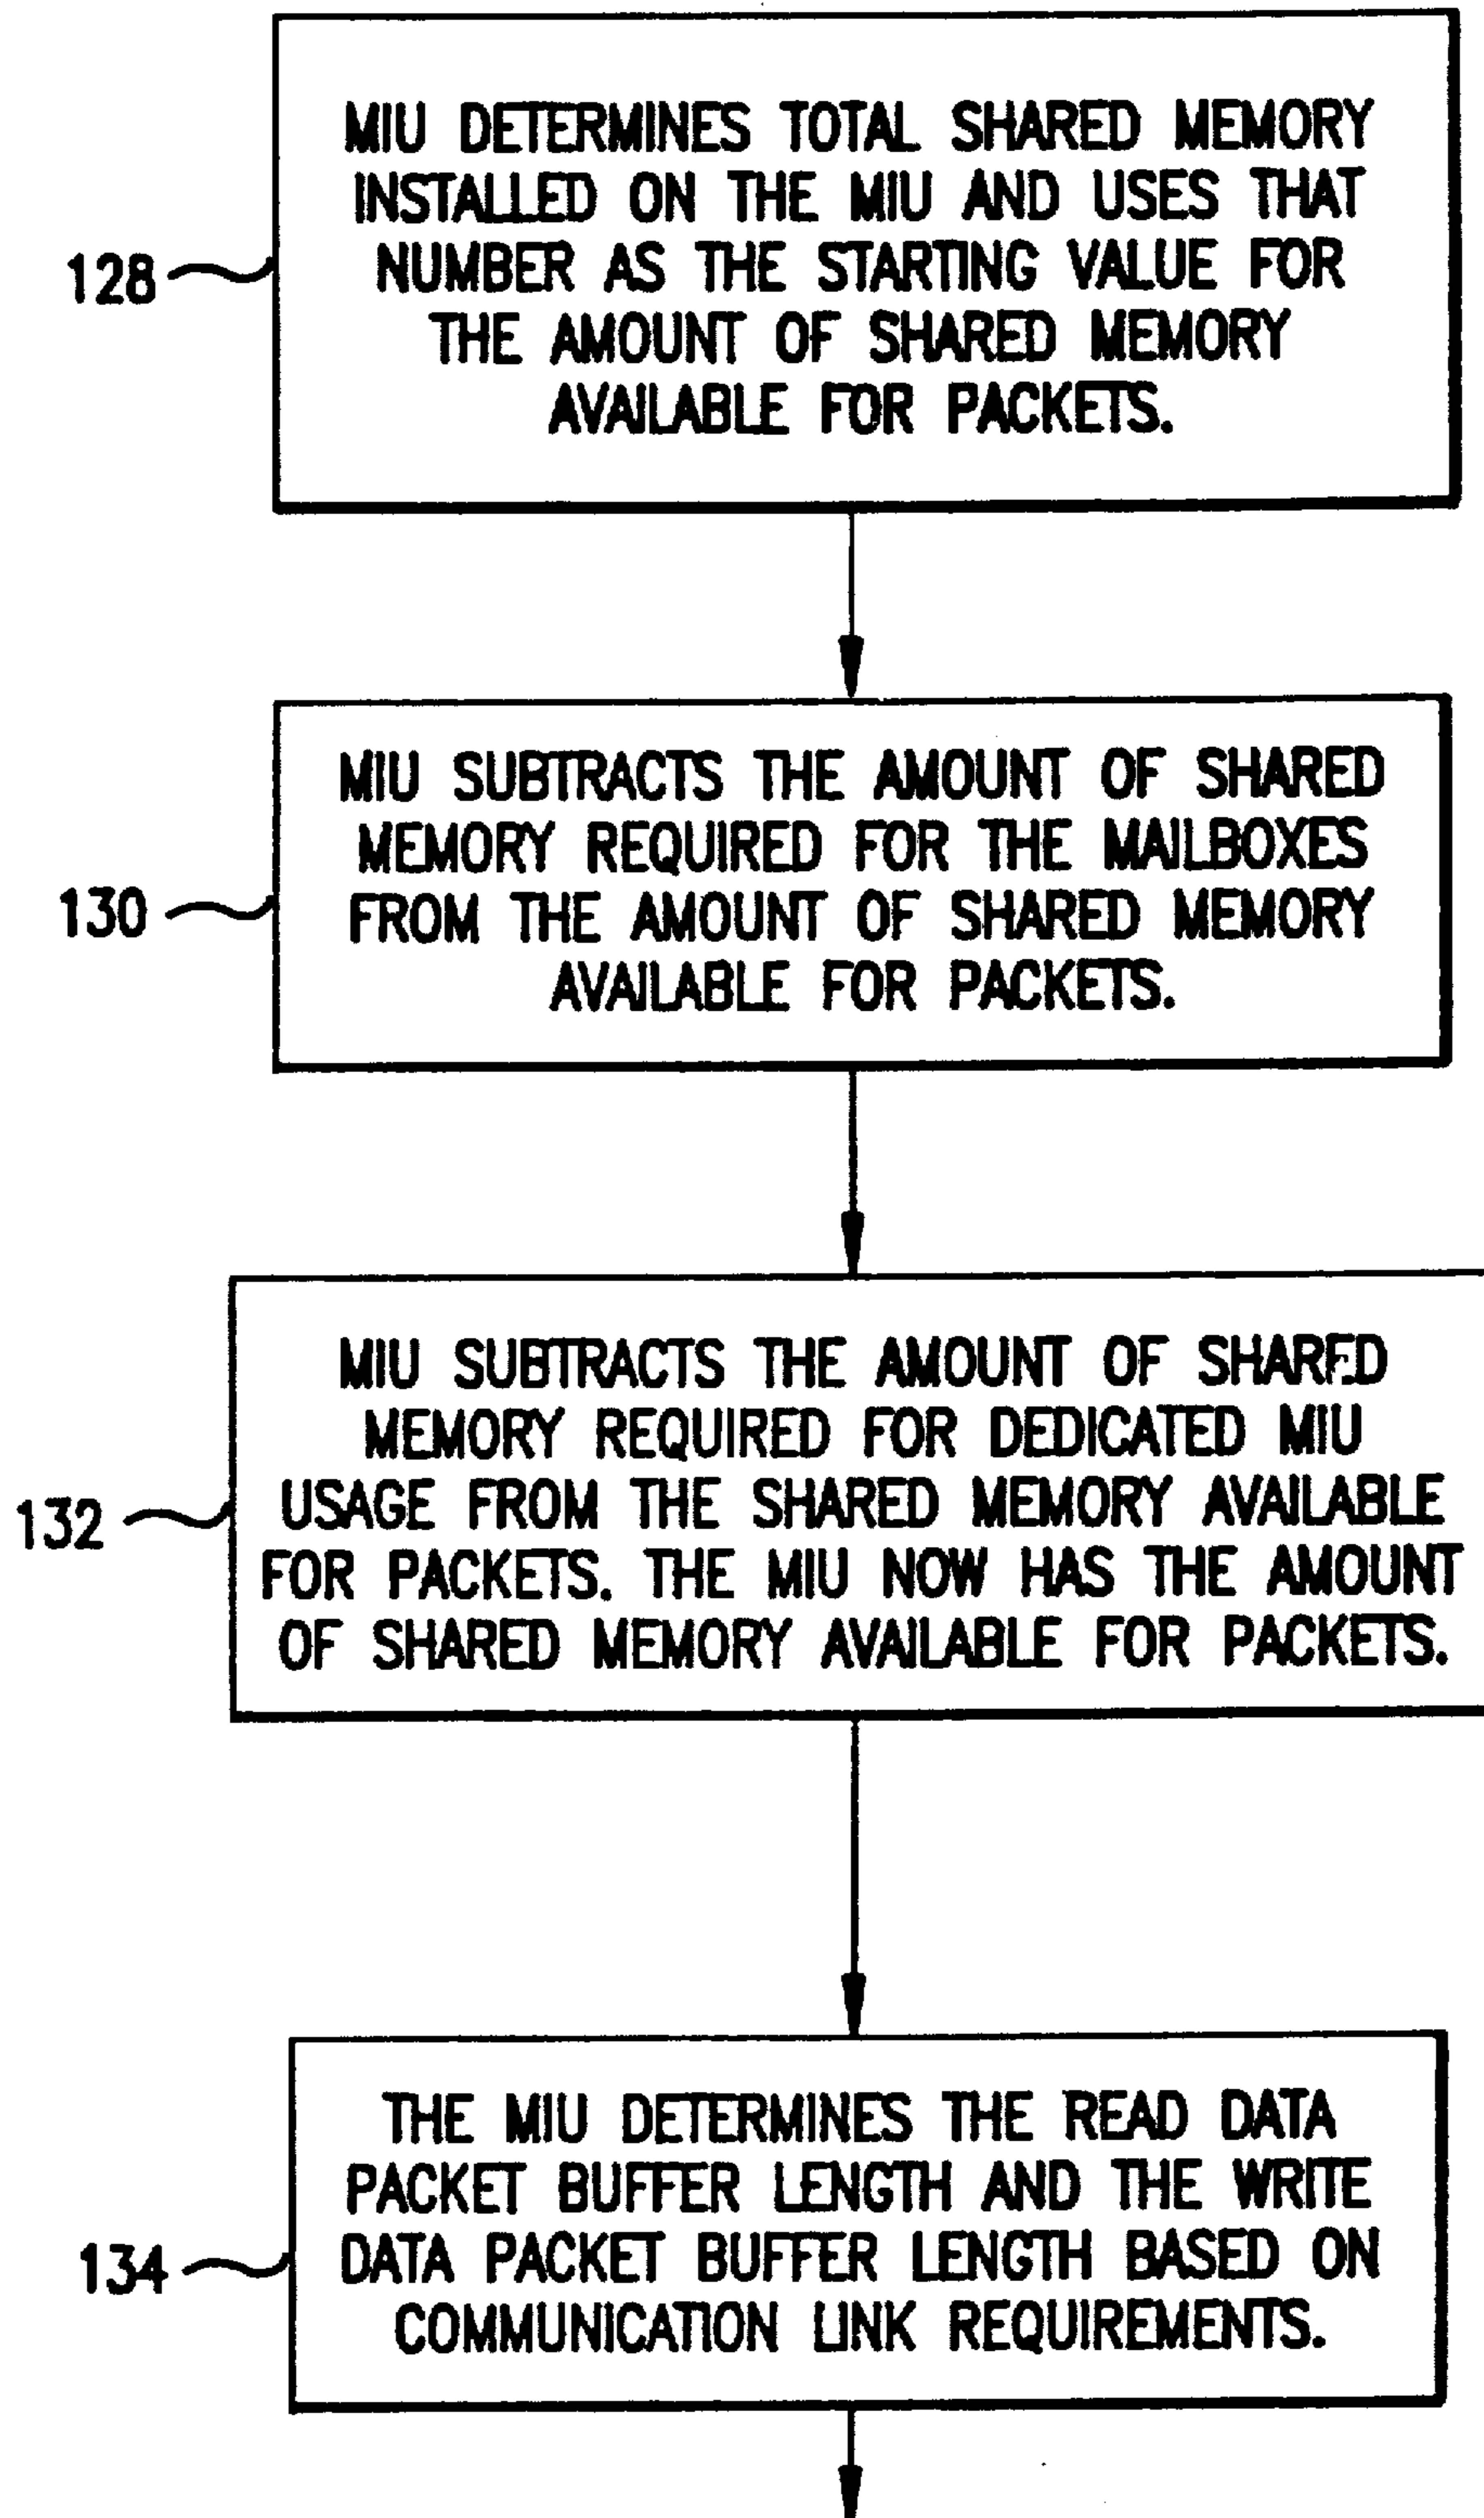 MIU DETERMINES TOTAL SHARED MEMORY
INSTALLED ON THE MIU AND USES THAT
NUMBER AS THE STARTING VALUE FOR
THE AMOUNT OF SHARED MEMORY
AVAILABLE FOR PACKETS.
128
MIU SUBTRACTS THE AMOUNT OF SHARED
MEMORY REQUIRED FOR THE MAILBOXES
FROM THE AMOUNT OF SHARED MEMORY
AVAILABLE FOR PACKETS.
130
MIU SUBTRACTS THE AMOUNT OF SHARED
MEMORY REQUIRED FOR DEDICATED MIU
USAGE FROM THE SHARED MEMORY AVAILABLE
FOR PACKETS. THE MIU NOW HAS THE AMOUNT
OF SHARED MEMORY AVAILABLE FOR PACKETS.
132
THE MIU DETERMINES THE READ DATA
PACKET BUFFER LENGTH AND THE WRITE
DATA PACKET BUFFER LENGTH BASED ON
COMMUNICATION LINK REQUIREMENTS.
134